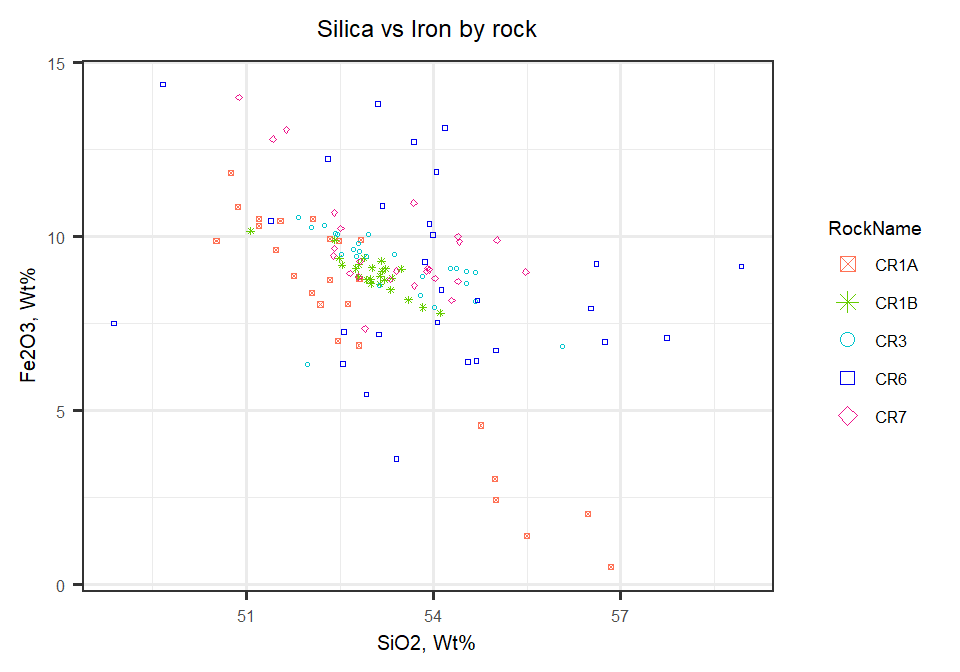 Silica vs Iron by rock
15
10
5
0
Fe2O3, Wt%
51 54 57
SiO2, Wt%
RockName
CR1A
CR1B
CR3
CR6
CR7